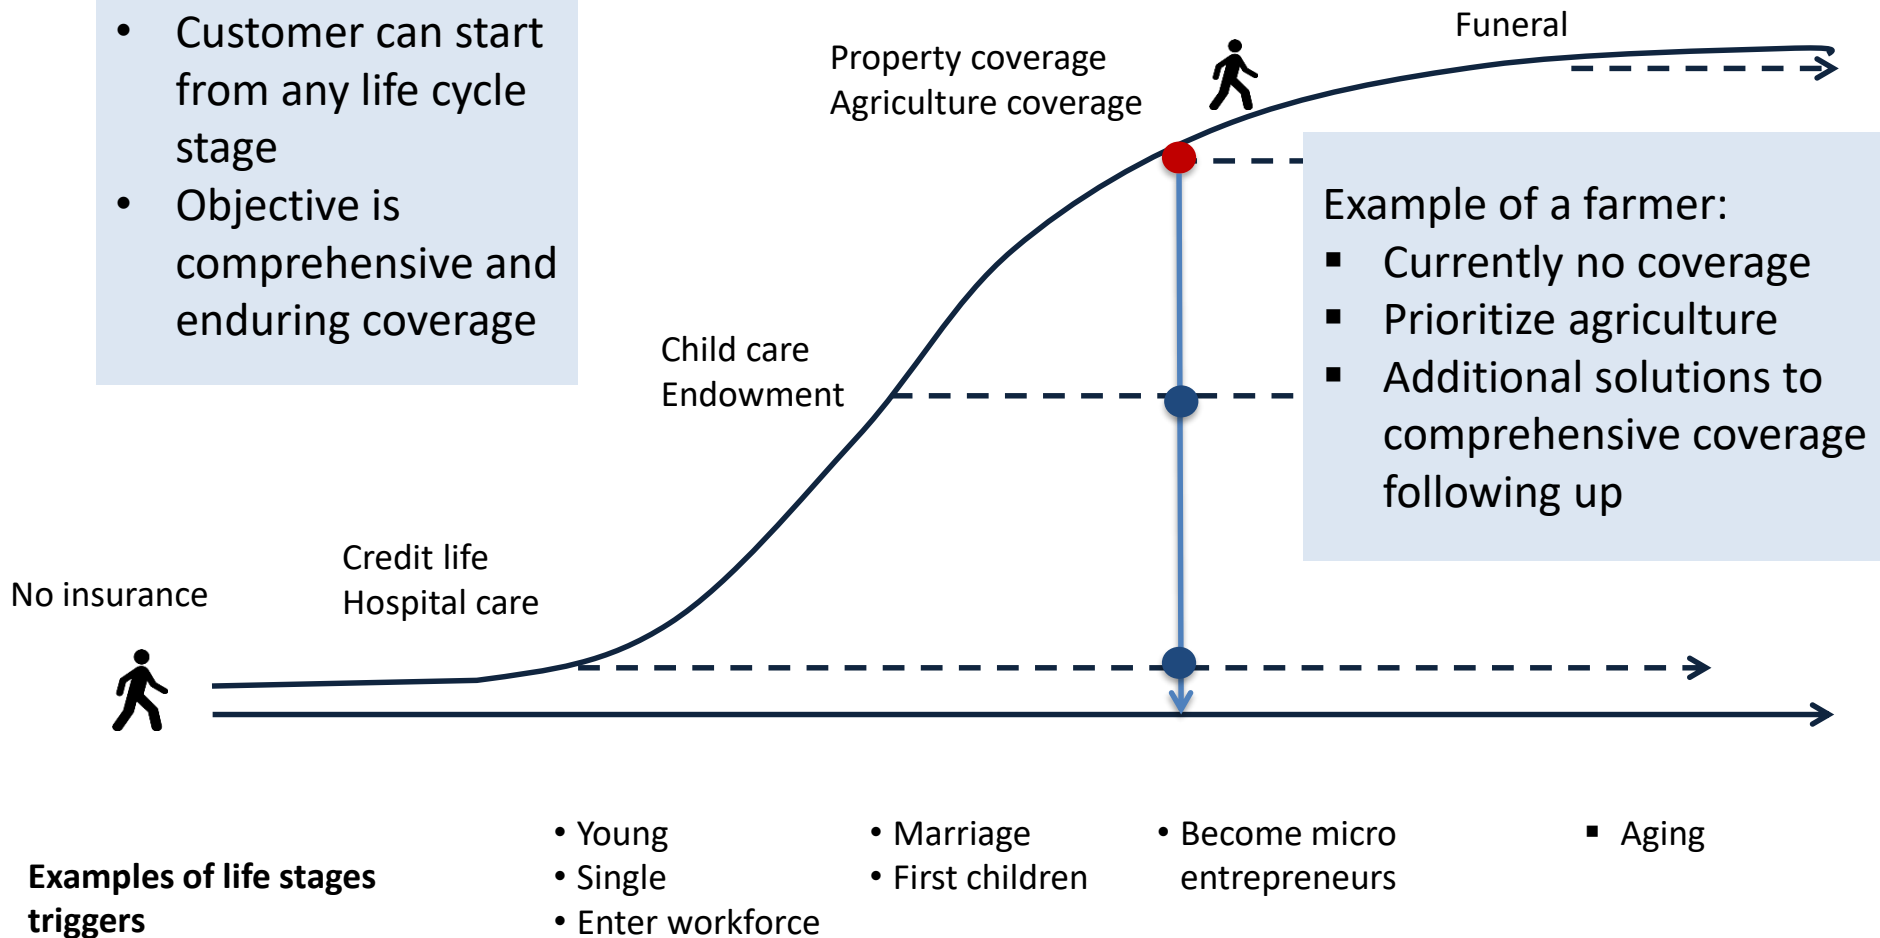 • Customer can start
from any life cycle
stage
• Objective is
comprehensive and
enduring coverage
Funeral
Property coverage
Agriculture coverage
Example of a farmer:
▪ Currently no coverage
▪ Prioritize agriculture
▪ Additional solutions to
comprehensive coverage
following up
Child care
Endowment
Credit life
Hospital care
No insurance
Examples of life stages
triggers
• Young
• Single
• Enter workforce
• Marriage
• First children
• Become micro
entrepreneurs
▪ Aging